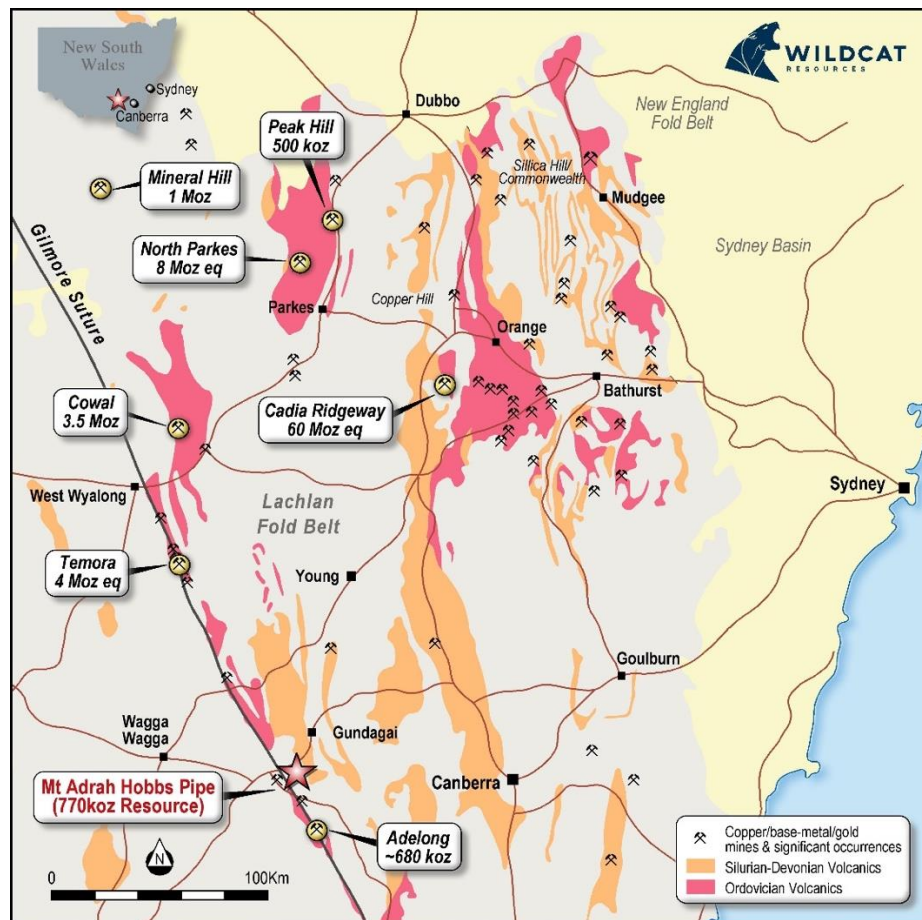 New South
Wales
Sydney
Canberra
WILDCAT
RESOURCES
New England
Fold Belt
Dubbo
Peak Hill
500 koz
Mineral Hill
1 Moz
Sillica Hill/
Commonwealth
Mudgee
Sydney Basin
North Parkes
8 Moz eq
Gilmore Suture
Parkes
Copper Hill
Orange
Cowal
3.5 Moz
Cadia Ridgeway
60 Moz eq
Bathurst
Sydney
West Wyalong
Lachlan
Fold Belt
Temora
4 Moz eq
Young
Goulburn
Wagga
Wagga
Gundagai
Mt Adrah Hobbs Pipe
(770koz Resource)
Canberra
Adelong
~680 koz
N
0 100Km
Copper/base-metal/gold
mines & significant occurrences
Silurian-Devonian Volcanics
Ordovician Volcanics